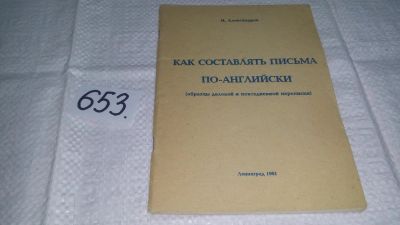 653.
КАК СОСТАВЛЯТЬ ПИСЬМА
ПО-АНГЛИЙСКИ
(образцы деловой и повседневной переписки)
Ленинград, 1991